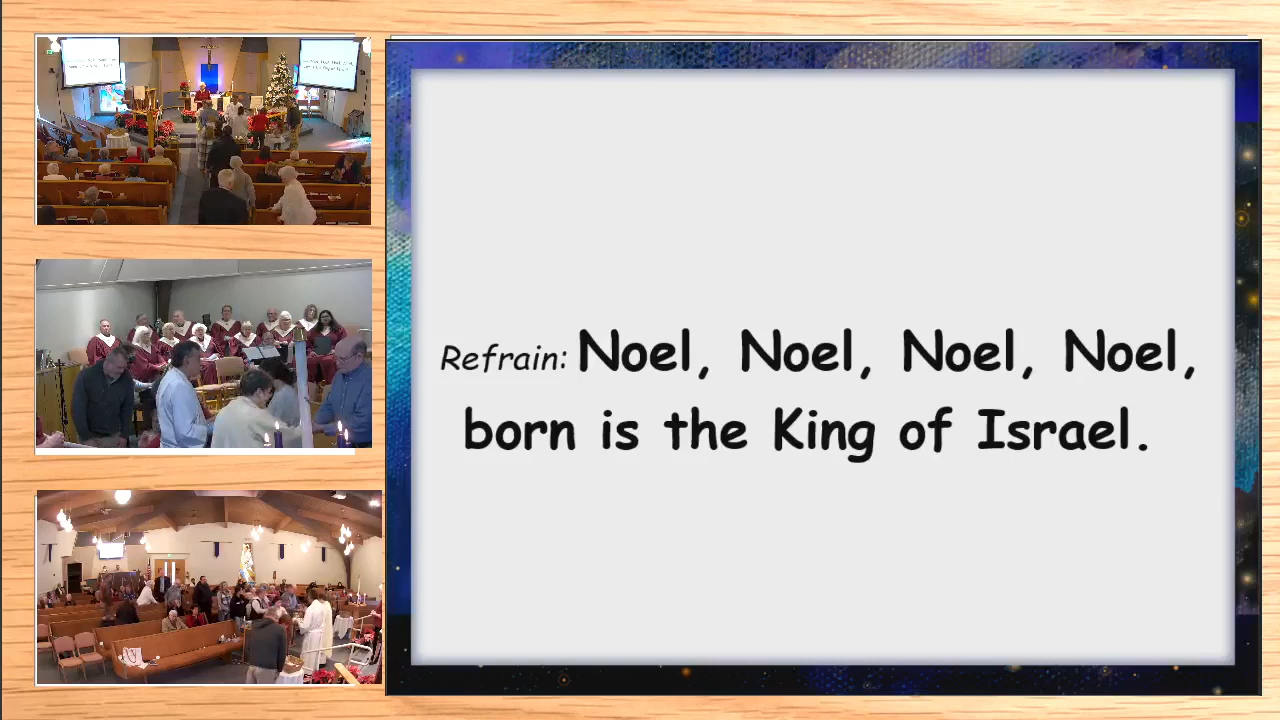 Refrain: Noel, Noel, Noel, Noel,
born is the King of Israel.